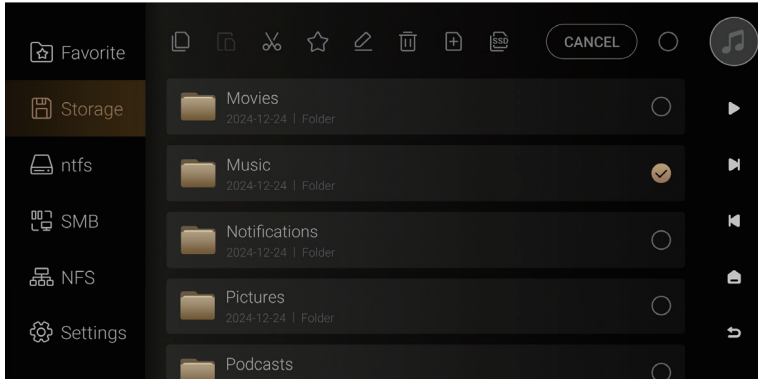 Favorite
Storage
ntfs
SMB
NFS
Settings
SSD
CANCEL
Movies
2024-12-24 | Folder
Music
2024-12-24 | Folder
Notifications
2024-12-24 | Folder
Pictures
2024-12-24 | Folder
Podcasts